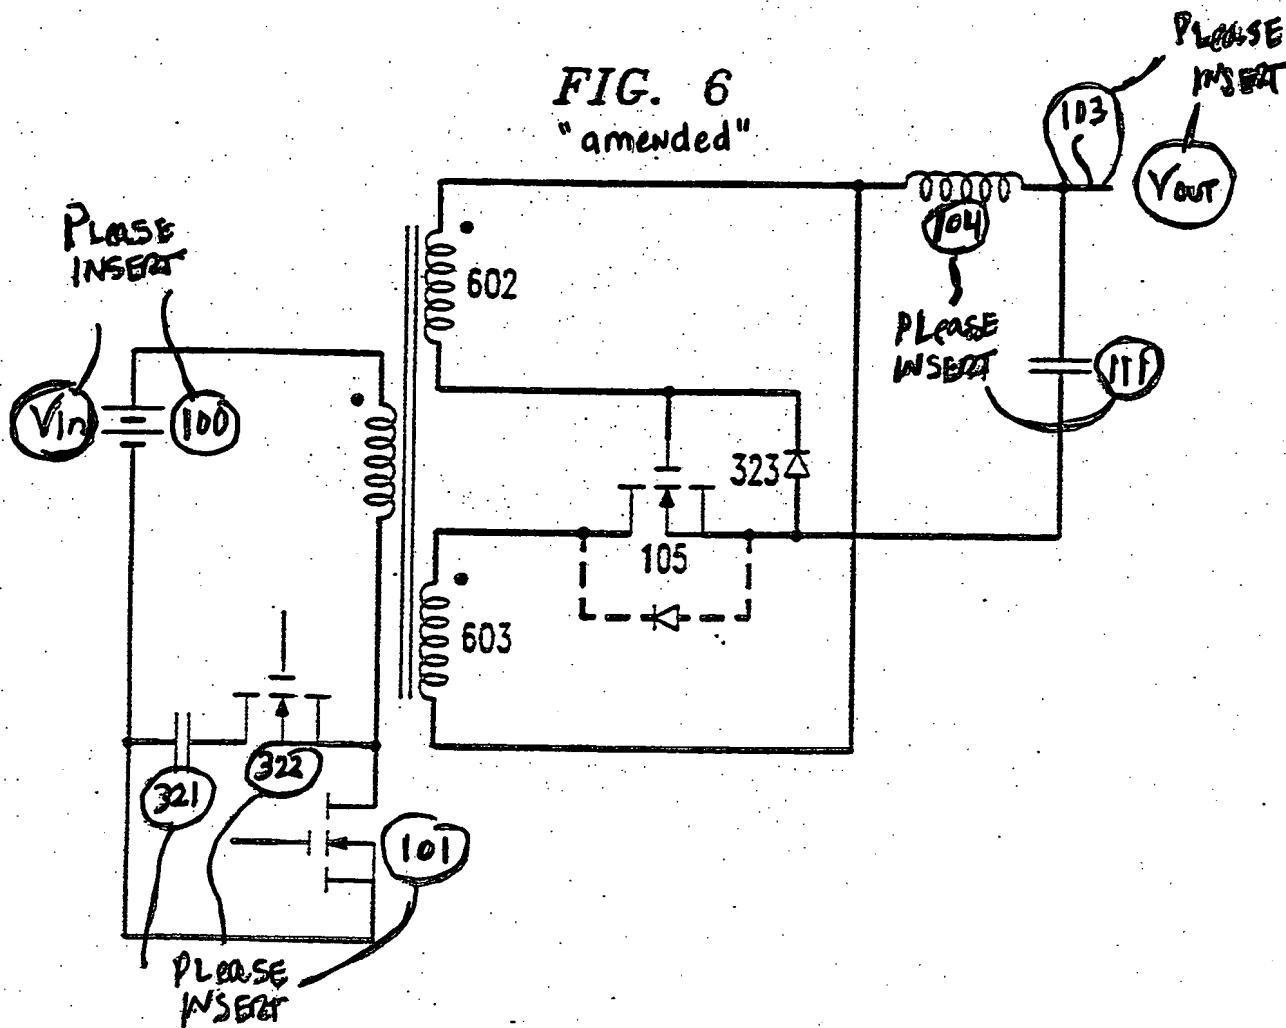 PLease
INSERT
FIG. 6
"amended"
103
Vout
PLease
INSERT
104
602
PLease
INSERT
Vin
100
323
105
603
322
321
101
PLease
INSERT